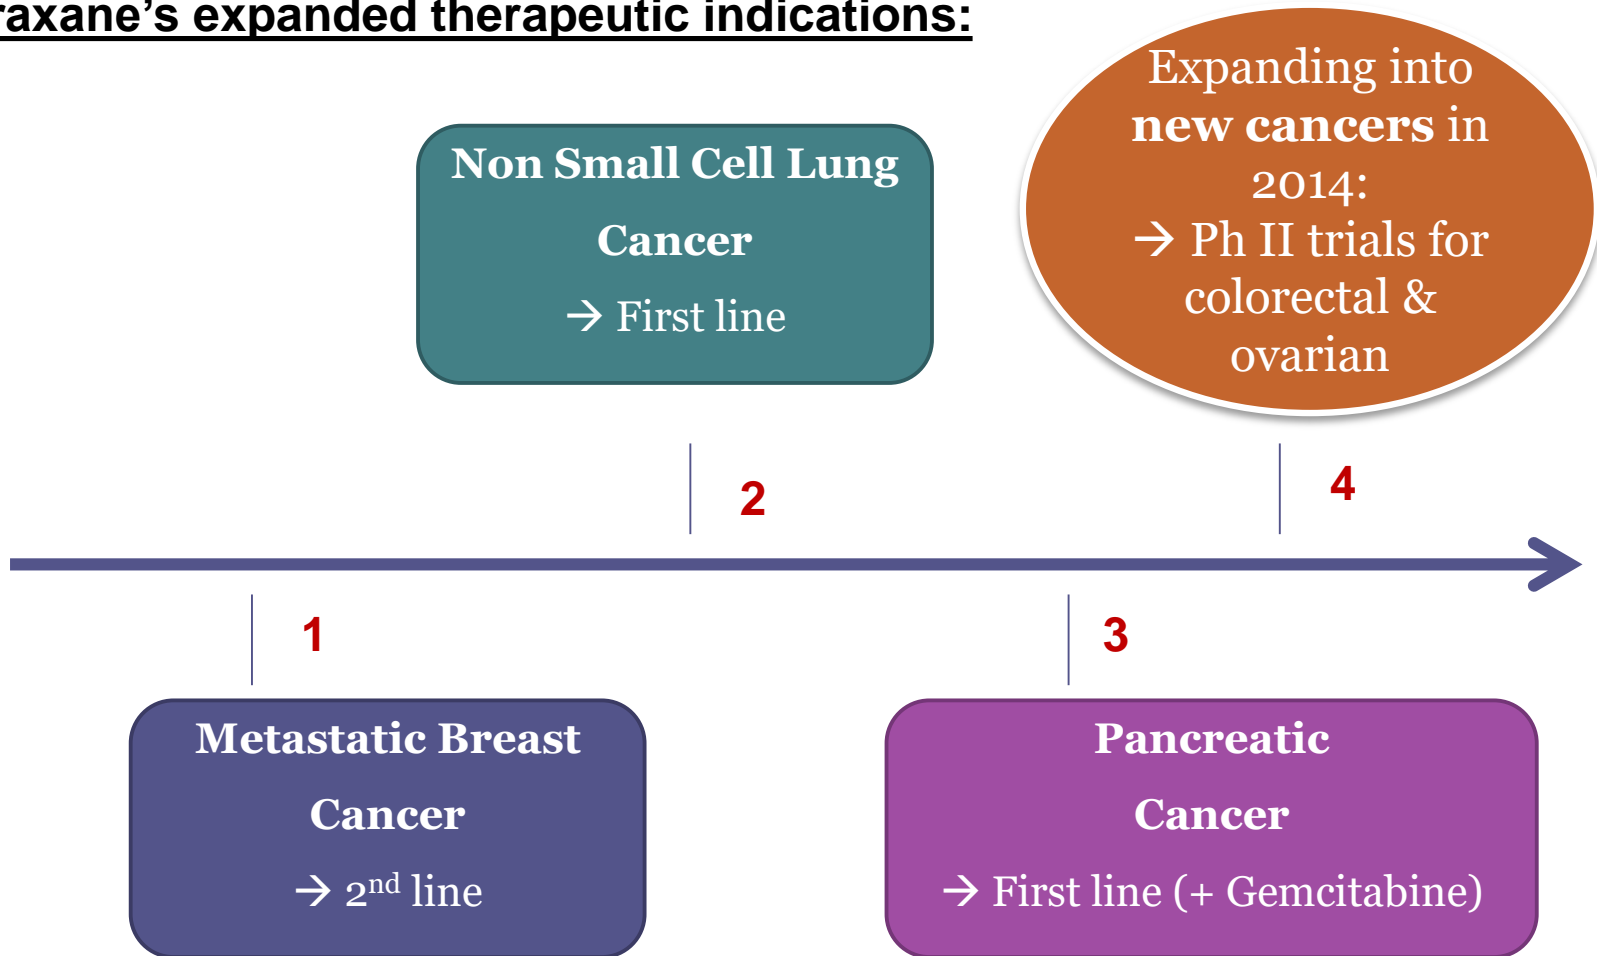 raxane’s expanded therapeutic indications:
Non Small Cell Lung
Cancer
→ First line
Expanding into
new cancers in
2014:
→ Ph II trials for
colorectal &
ovarian
2
4
1
3
Metastatic Breast
Cancer
→ 2nd line
Pancreatic
Cancer
→ First line (+ Gemcitabine)